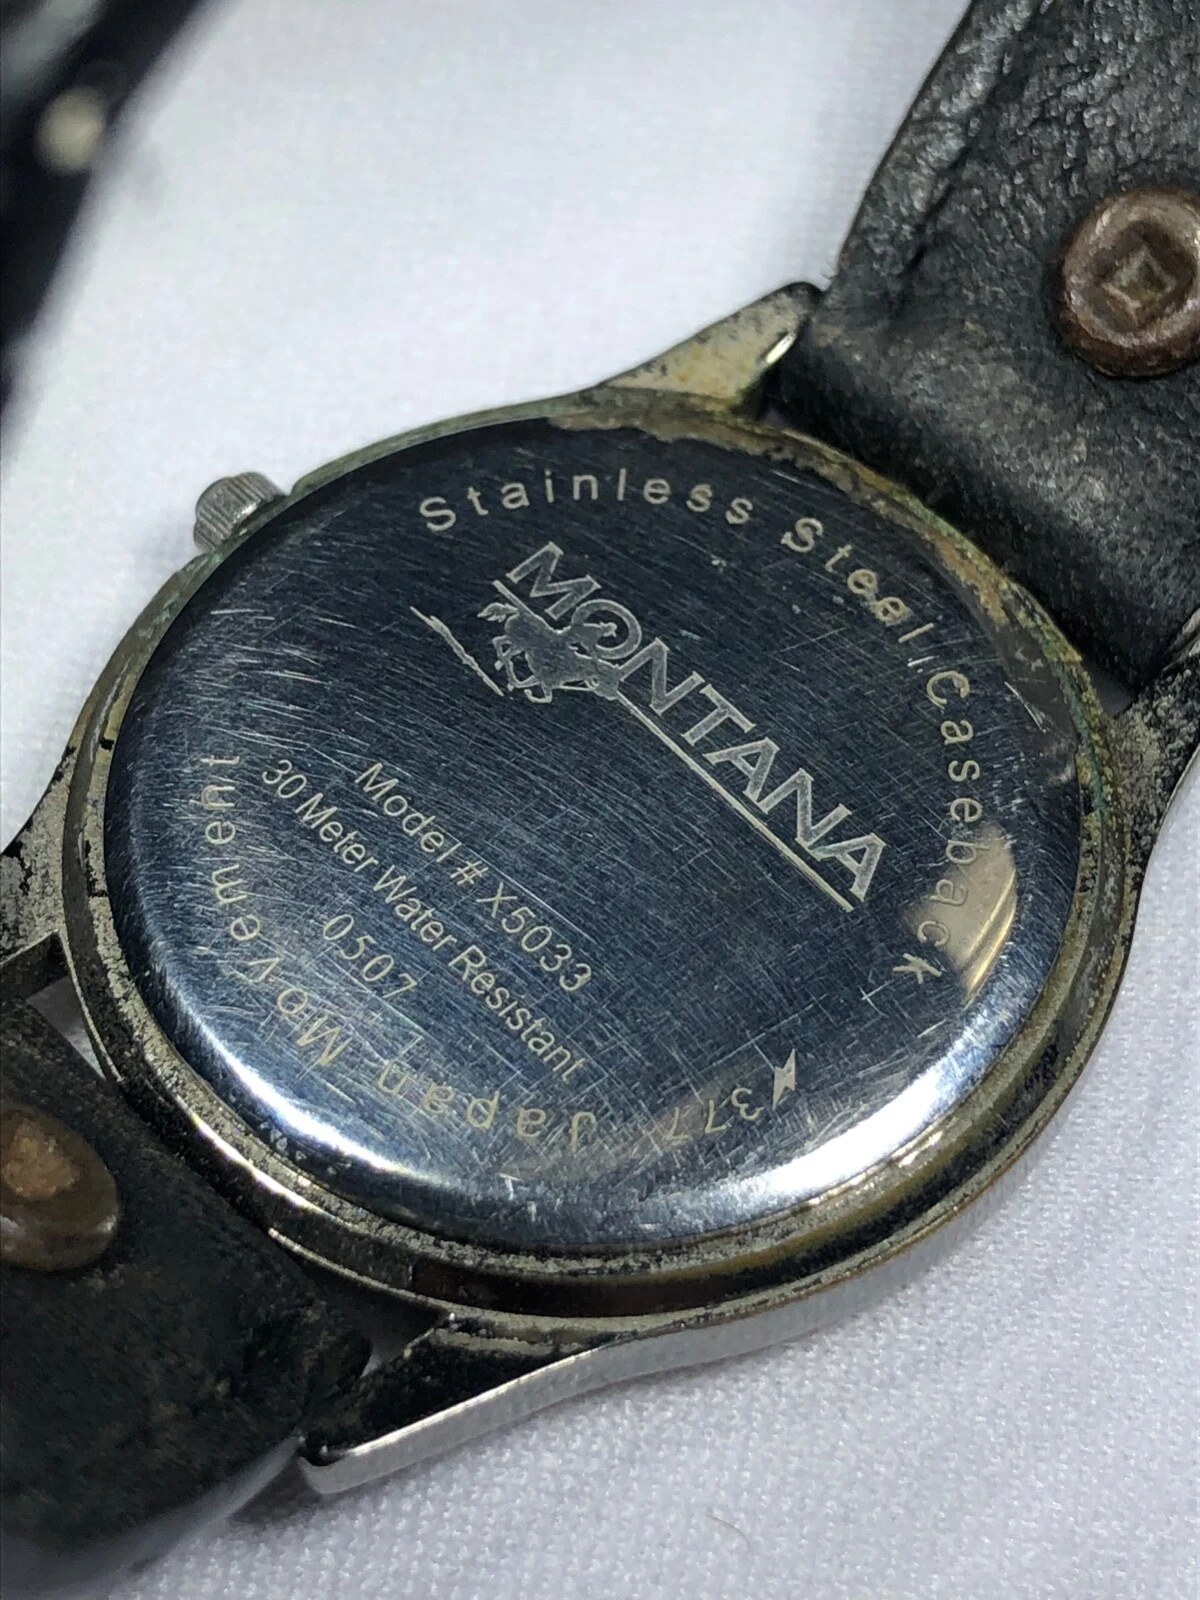 Stainless Steel Caseback
MONTANA
Model # X5033
30 Meter Water Resistant
0507
Japan Movement
377